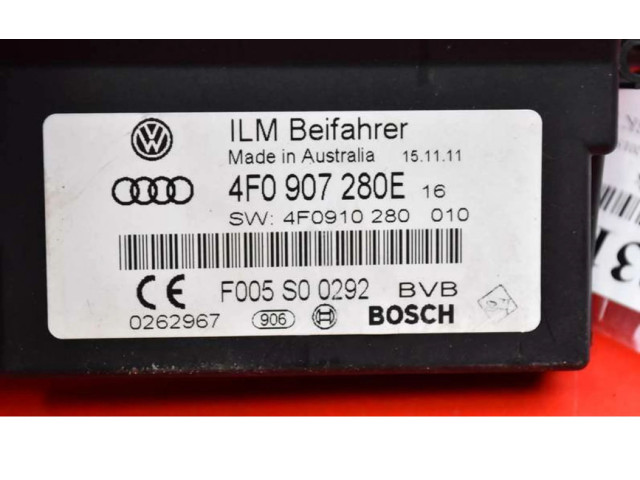 ILM Beifahrer
Made in Australia 15.11.11
4F0 907 280E 16
SW: 4F0910 280 010
F005 S0 0292 BVB
0262967 906 BOSCH